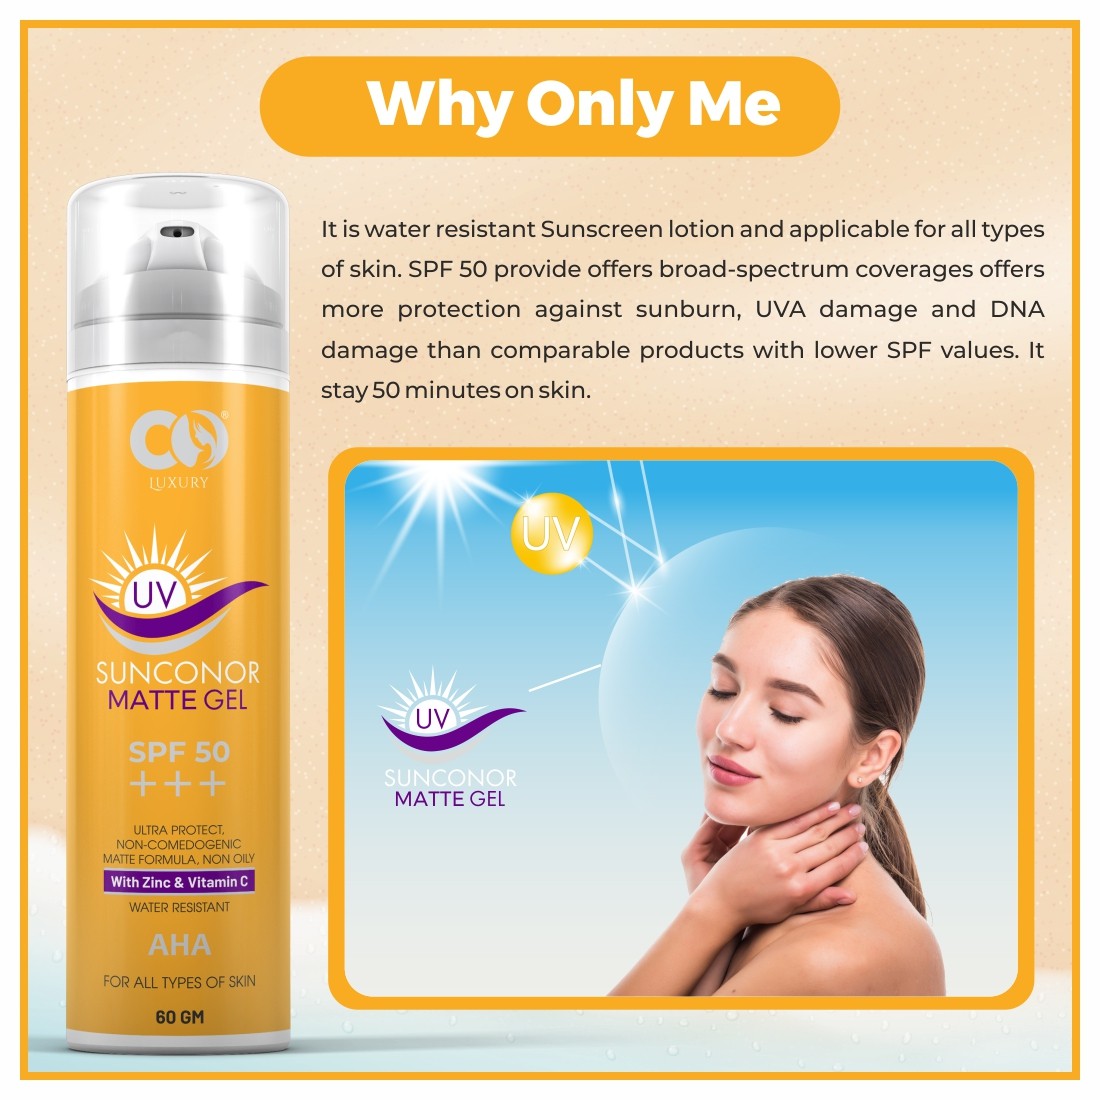 Why Only Me
It is water resistant Sunscreen lotion and applicable for all types
of skin. SPF 50 provide offers broad-spectrum coverages offers
more protection against sunburn, UVA damage and DNA
damage than comparable products with lower SPF values. It
stay 50 minutes on skin.
CO®
LUXURY
UV
SUNCONOR
MATTE GEL
SPF 50
+++
ULTRA PROTECT,
NON-COMEDOGENIC
MATTE FORMULA, NON OILY
With Zinc & Vitamin C
WATER RESISTANT
AHA
FOR ALL TYPES OF SKIN
60 GM
UV
UV
SUNCONOR
MATTE GEL